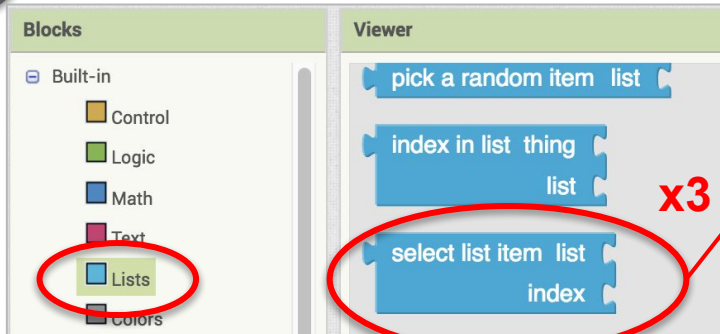 Blocks
Viewer
Built-in
Control
Logic
Math
Text
Lists
Colors
pick a random item list
index in list thing
list
x3
select list item list
index